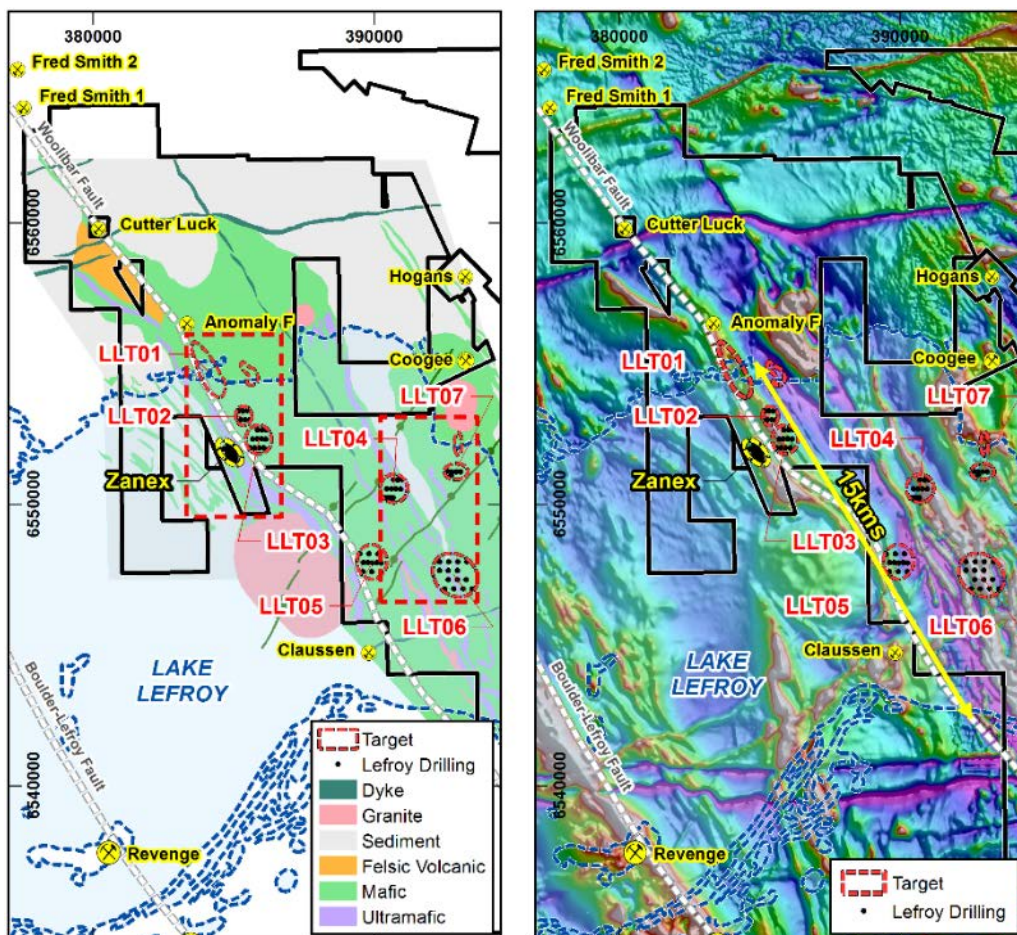 380000
390000
Fred Smith 2
Fred Smith 1
Woolibar Fault
6560000
Cutter Luck
Hogans
Anomaly F
LLT01
Coogee
LLT02
LLT07
LLT04
Zanex
6550000
LLT03
LLT05
LLT06
Claussen
LAKE
LEFROY
Boulder-Lefroy Fault
6540000
Revenge
Target
Lefroy Drilling
Dyke
Granite
Sediment
Felsic Volcanic
Mafic
Ultramafic
380000
390000
Fred Smith 2
Fred Smith 1
Woolibar Fault
6560000
Cutter Luck
Hogans
Anomaly F
LLT01
Coogee
LLT02
LLT07
LLT04
Zanex
15kms
6550000
LLT03
LLT05
LLT06
Claussen
LAKE
LEFROY
Boulder-Lefroy Fault
6540000
Revenge
Target
Lefroy Drilling